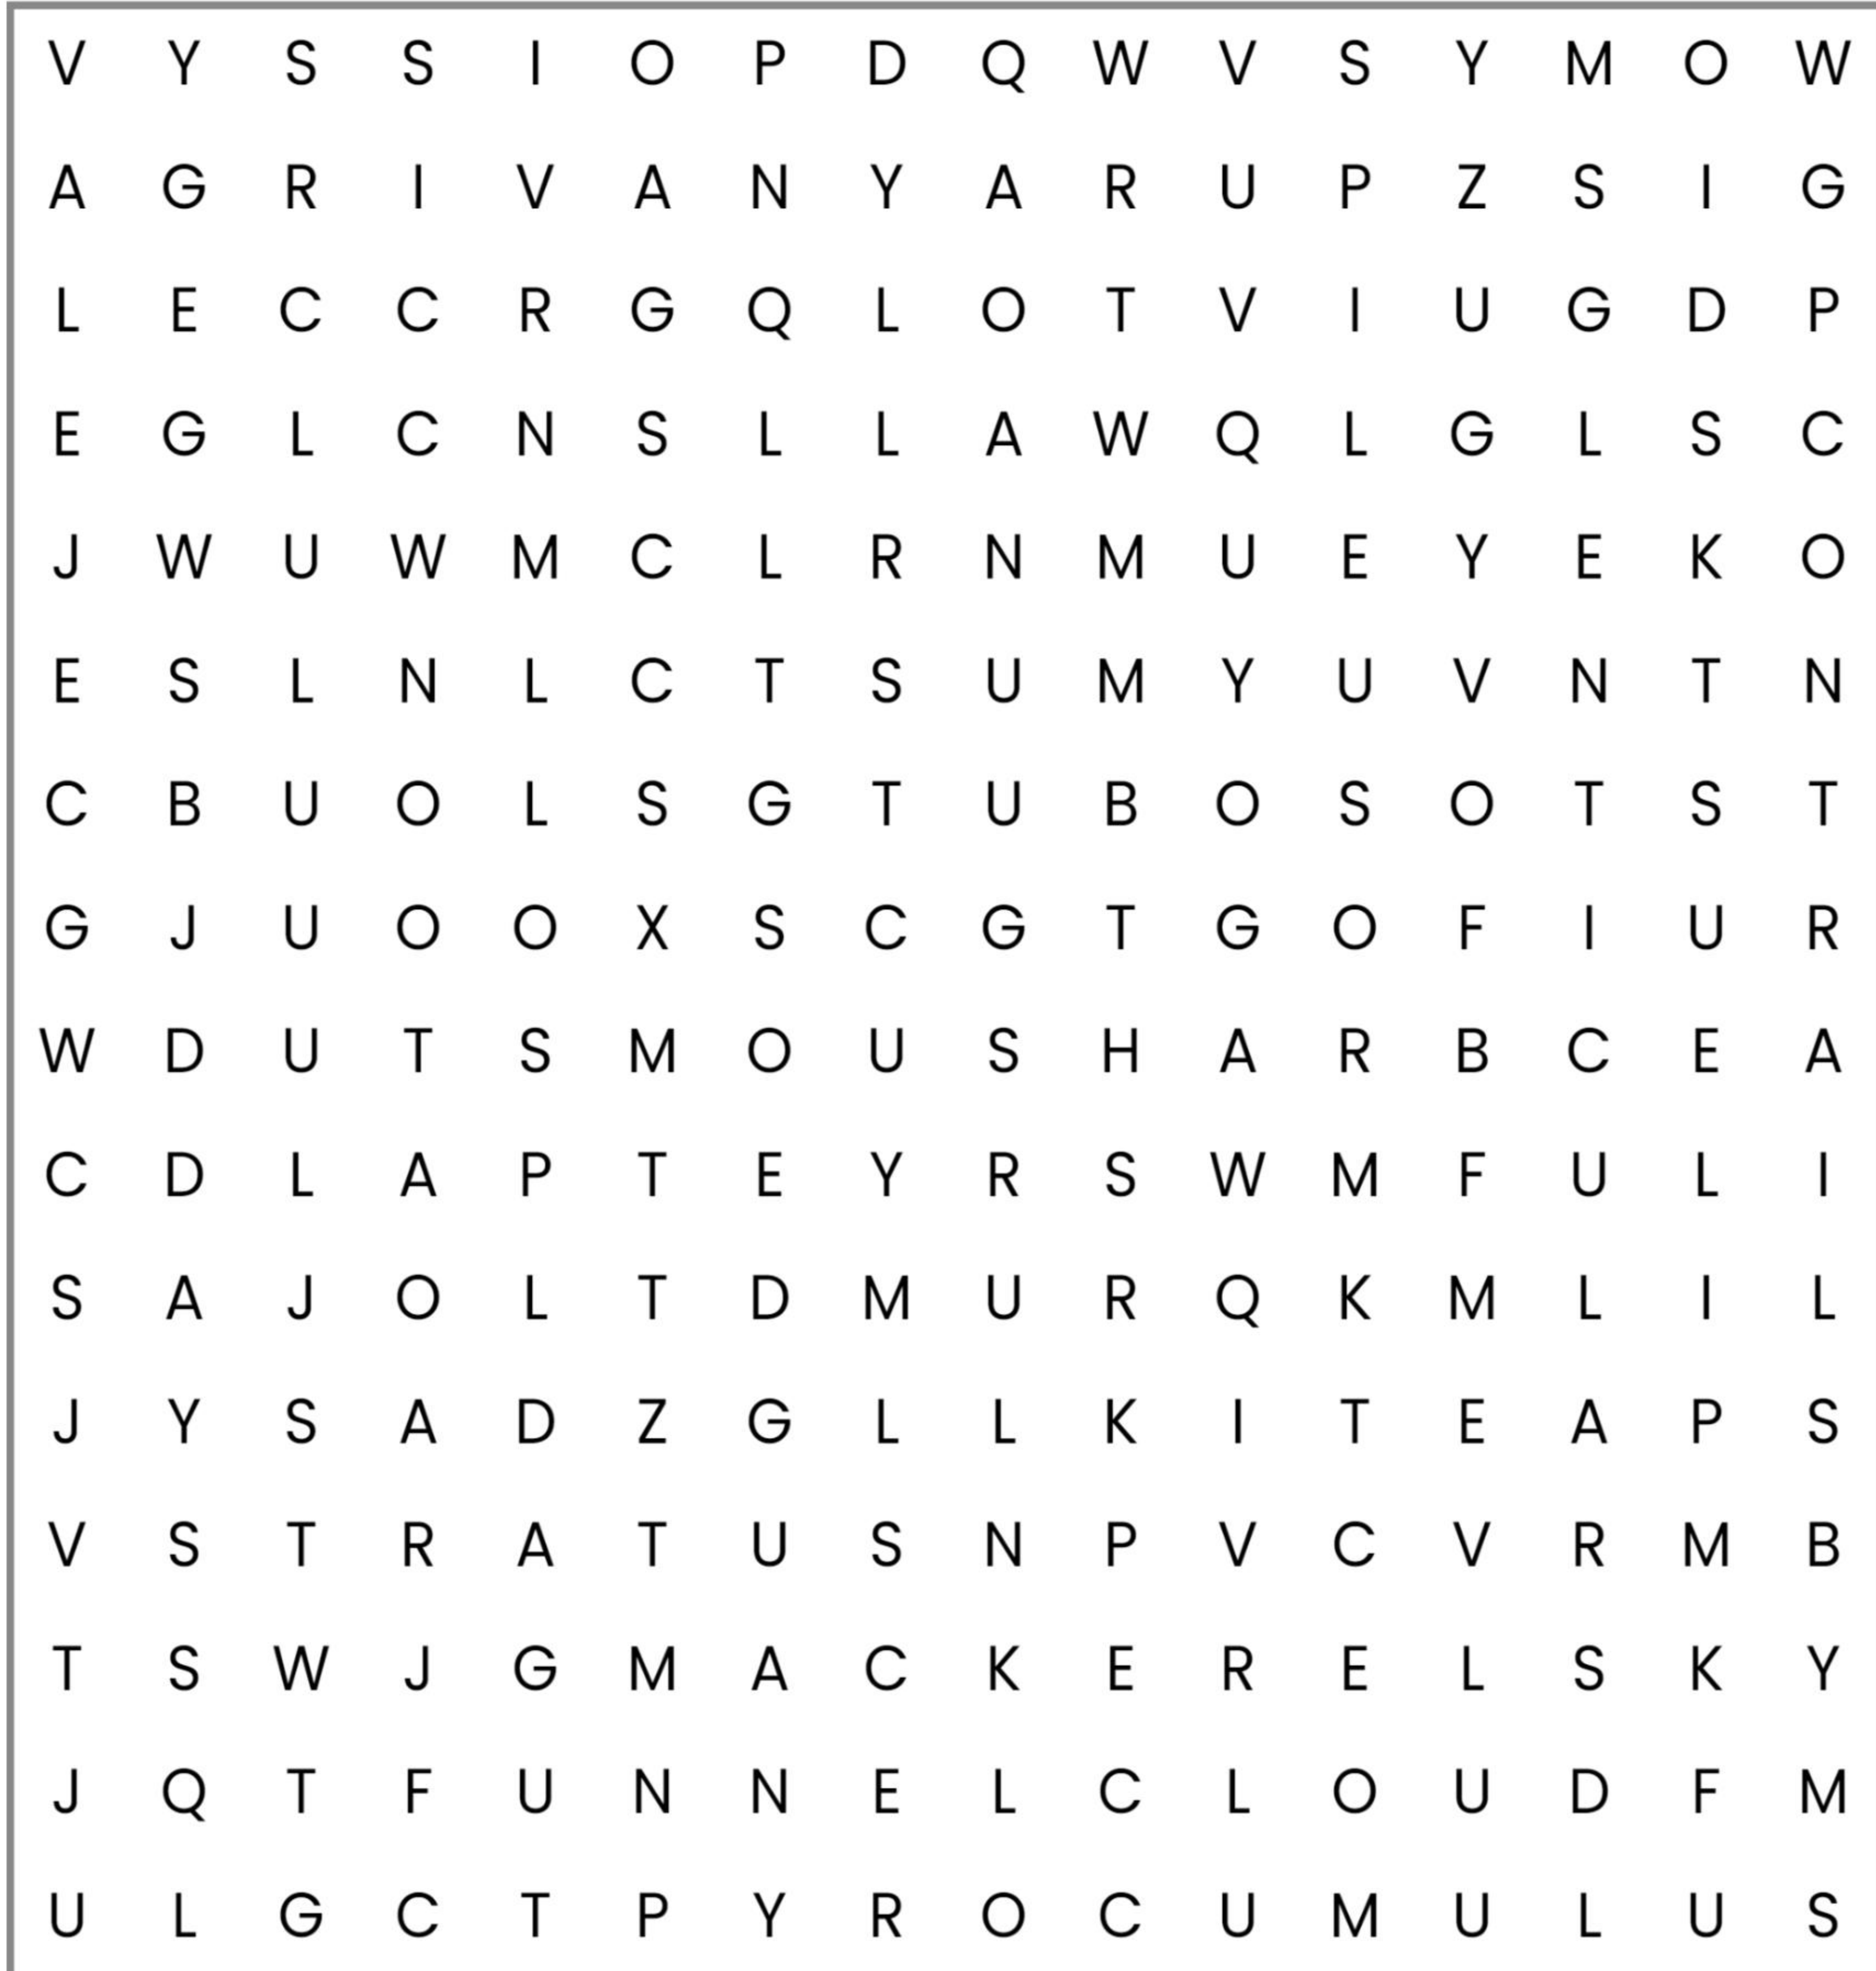 V Y S S I O P D Q W V S Y M O W
A G R I V A N Y A R U P Z S I G
L E C C R G Q L O T V I U G D P
E G L C N S L L A W Q L G L S C
J W U W M C L R N M U E Y E K O
E S L N L C T S U M Y U V N T N
C B U O L S G T U B O S O T S T
G J U O O X S C G T G O F I U R
W D U T S M O U S H A R B C E A
C D L A P T E Y R S W M F U L I
S A J O L T D M U R Q K M L I L
J Y S A D Z G L L K I T E A P S
V S T R A T U S N P V C V R M B
T S W J G M A C K E R E L S K Y
J Q T F U N N E L C L O U D F M
U L G C T P Y R O C U M U L U S